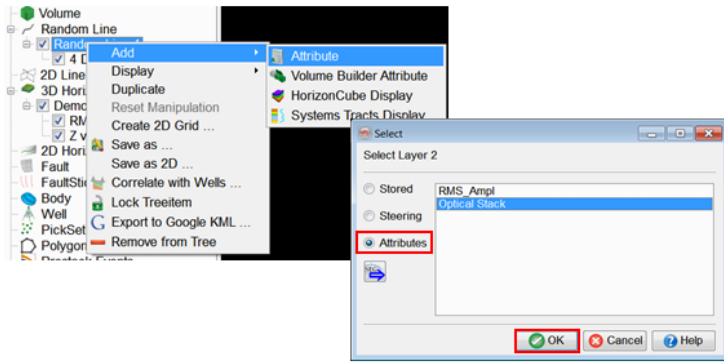 Volume
Random Line
Rand
4 D
2D Line
3D Hori
Demo
RM
Z v
2D Hori
Fault
FaultStic
Body
Well
PickSet
Polygon
Add
Display
Duplicate
Reset Manipulation
Create 2D Grid ...
Save as ...
Save as 2D ...
Correlate with Wells ...
Lock Treeitem
Export to Google KML ...
Remove from Tree
Attribute
Volume Builder Attribute
HorizonCube Display
Systems Tracts Display
Select
Select Layer 2
Stored
Steering
Attributes
RMS_Ampl
Optical Stack
OK
Cancel
Help